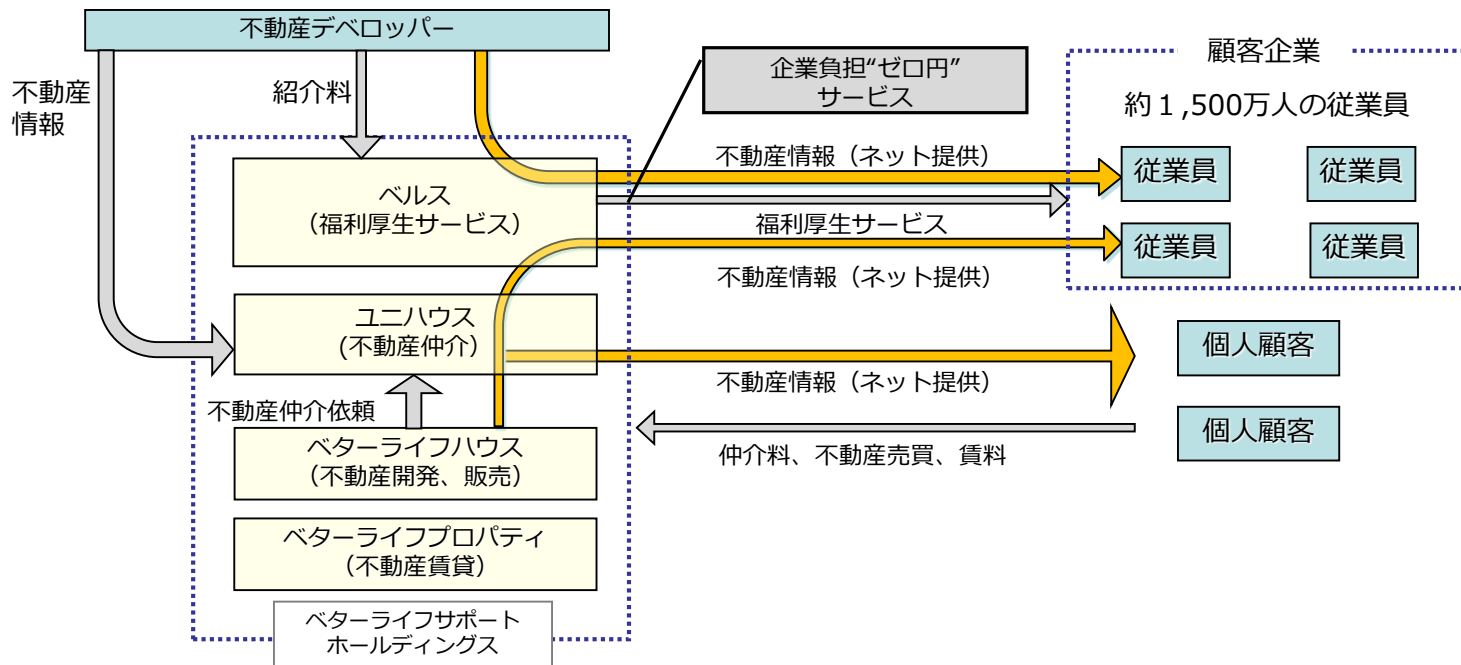 不動産デベロッパー
不動産
情報
紹介料
企業負担“ゼロ円”
サービス
顧客企業
約１,500万人の従業員
従業員
従業員
従業員
従業員
不動産情報（ネット提供）
ベルス
（福利厚生サービス）
福利厚生サービス
不動産情報（ネット提供）
ユニハウス
(不動産仲介）
不動産情報（ネット提供）
個人顧客
不動産仲介依頼
ベターライフハウス
（不動産開発、販売）
仲介料、不動産売買、賃料
個人顧客
ベターライフプロパティ
（不動産賃貸）
ベターライフサポート
ホールディングス